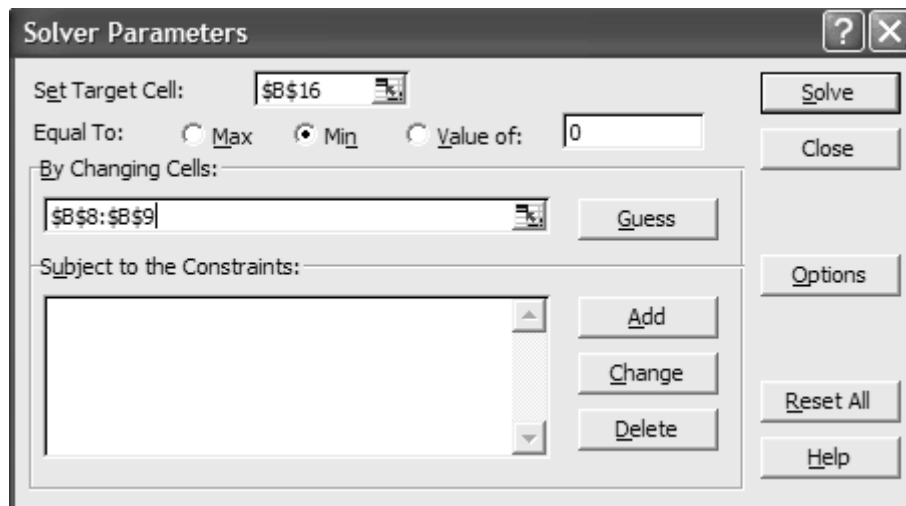 Solver Parameters ?
Set Target Cell: $B$16 Solve
Equal To: Max Min Value of: 0 Close
By Changing Cells:
$B$8:$B$9 Guess
Subject to the Constraints: Options
Add
Change
Reset All
Delete
Help